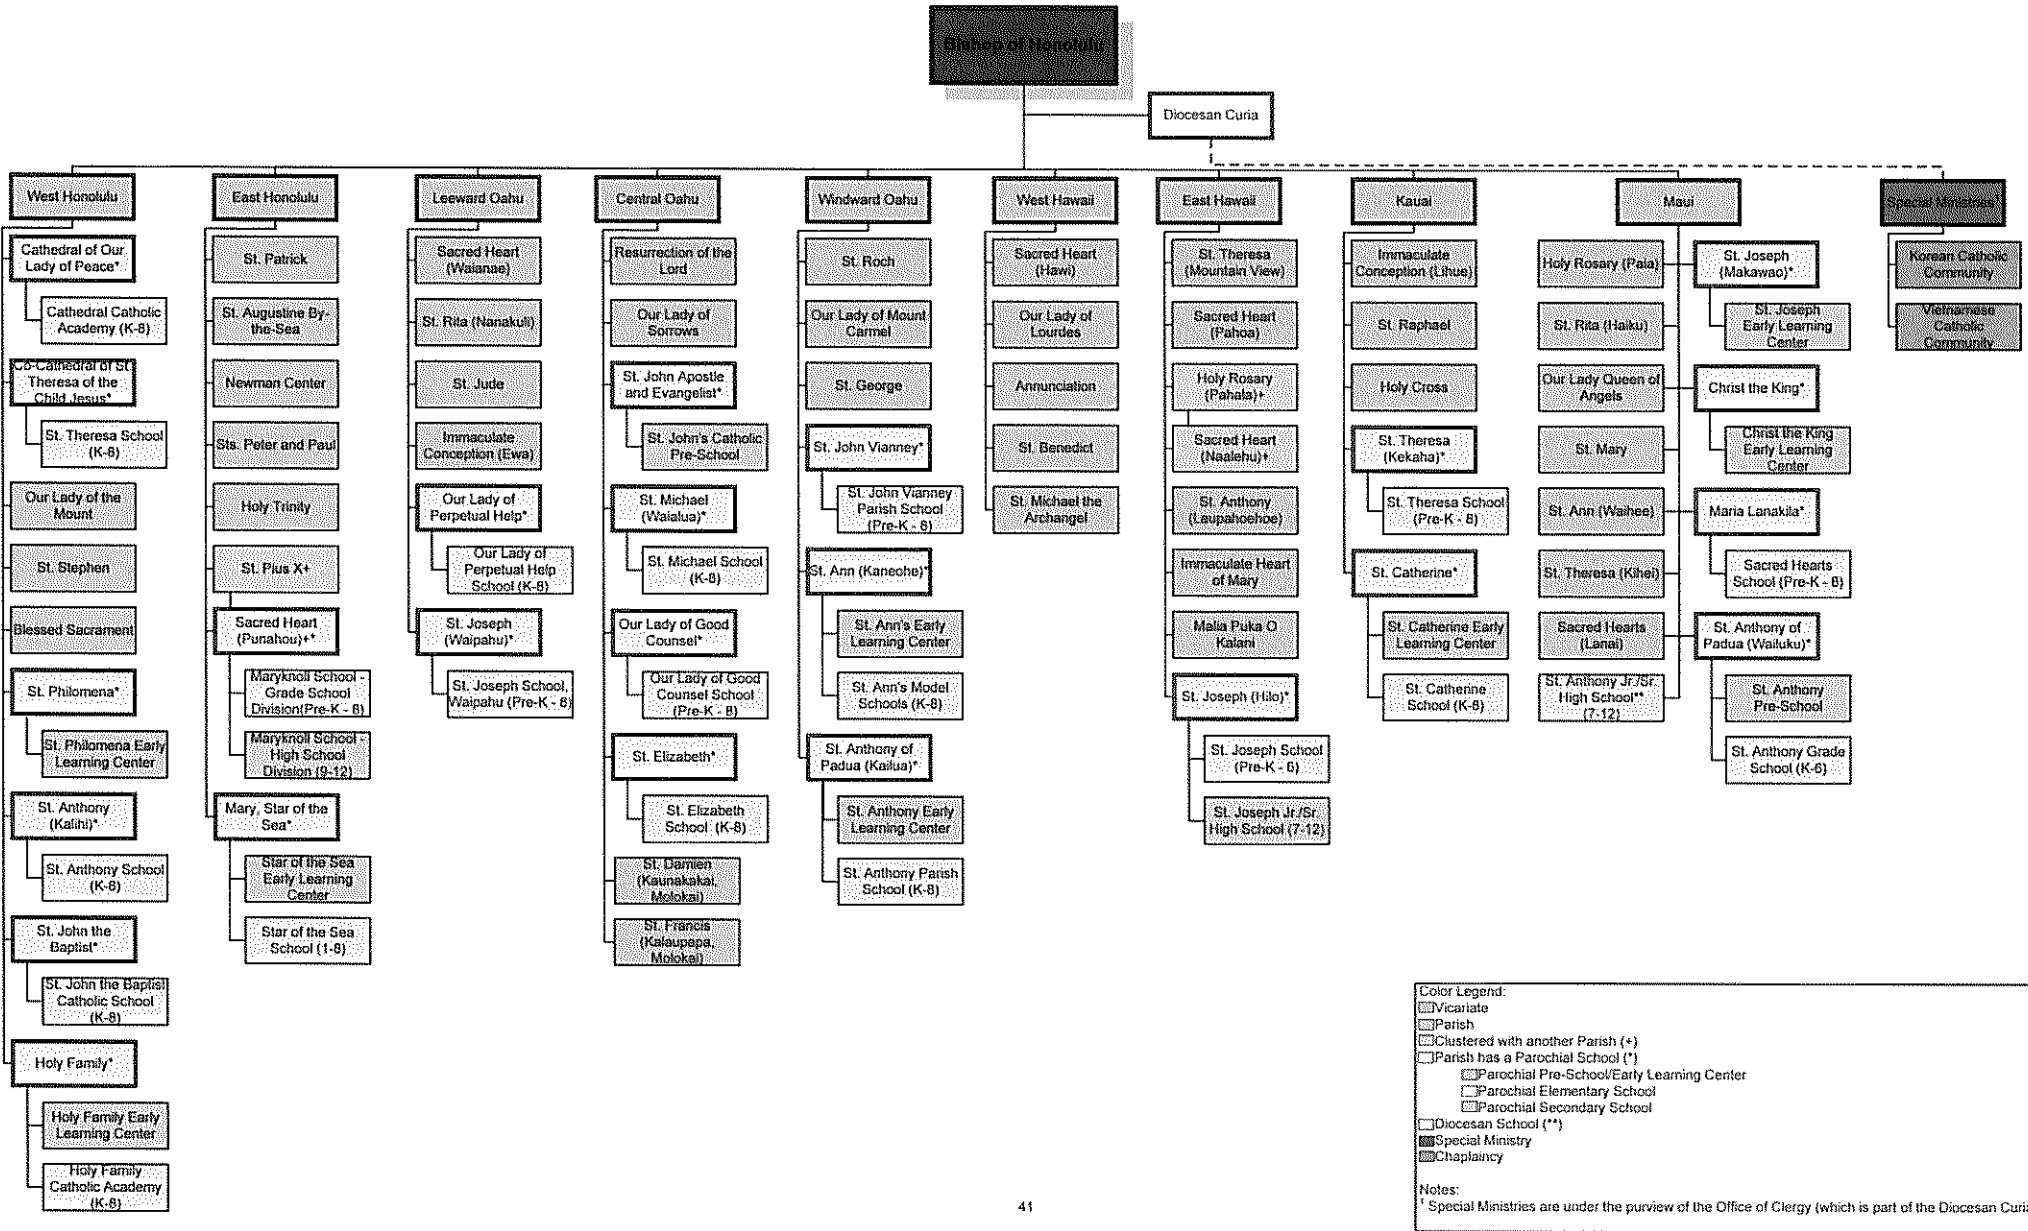 Bishop of Honolulu
Diocesan Curia
West Honolulu
Cathedral of Our
Lady of Peace*
Cathedral Catholic
Academy (K-8)
Co-Cathedral of St.
Theresa of the
Child Jesus*
St. Theresa School
(K-8)
Our Lady of the
Mount
St. Stephen
Blessed Sacrament
St. Philomena*
St. Philomena Early
Learning Center
St. Anthony
(Kalihi)*
St. Anthony School
(K-8)
St. John the
Baptist*
St. John the Baptist
Catholic School
(K-8)
Holy Family*
Holy Family Early
Learning Center
Holy Family
Catholic Academy
(K-8)
East Honolulu
St. Patrick
St. Augustine By-
the-Sea
Newman Center
Sts. Peter and Paul
Holy Trinity
St. Pius X+
Sacred Heart
(Punahou)+*
Maryknoll School -
Grade School
Division(Pre-K - 8)
Maryknoll School -
High School
Division (9-12)
Mary, Star of the
Sea*
Star of the Sea
Early Learning
Center
Star of the Sea
School (1-8)
Leeward Oahu
Sacred Heart
(Waianae)
St. Rita (Nanakuli)
St. Jude
Immaculate
Conception (Ewa)
Our Lady of
Perpetual Help*
Our Lady of
Perpetual Help
School (K-8)
St. Joseph
(Waipahu)*
St. Joseph School,
Waipahu (Pre-K - 8)
Central Oahu
Resurrection of the
Lord
Our Lady of
Sorrows
St. John Apostle
and Evangelist*
St. John's Catholic
Pre-School
St. Michael
(Waialua)*
St. Michael School
(K-8)
Our Lady of Good
Counsel*
Our Lady of Good
Counsel School
(Pre-K - 8)
St. Elizabeth*
St. Elizabeth
School (K-8)
St. Damien
(Kaunakakai,
Molokai)
St. Francis
(Kalaupapa,
Molokai)
Windward Oahu
St. Roch
Our Lady of Mount
Carmel
St. George
St. John Vianney*
St. John Vianney
Parish School
(Pre-K - 8)
St. Ann (Kaneohe)*
St. Ann's Early
Learning Center
St. Ann's Model
Schools (K-8)
St. Anthony of
Padua (Kailua)*
St. Anthony Early
Learning Center
St. Anthony Parish
School (K-8)
West Hawaii
Sacred Heart
(Hawi)
Our Lady of
Lourdes
Annunciation
St. Benedict
St. Michael the
Archangel
East Hawaii
St. Theresa
(Mountain View)
Sacred Heart
(Pahoa)
Holy Rosary
(Pahala)+
Sacred Heart
(Naalehu)+
St. Anthony
(Laupahoehoe)
Immaculate Heart
of Mary
Malia Puka O
Kalani
St. Joseph (Hilo)*
St. Joseph School
(Pre-K - 6)
St. Joseph Jr./Sr.
High School (7-12)
Kauai
Immaculate
Conception (Lihue)
St. Raphael
Holy Cross
St. Theresa
(Kekaha)*
St. Theresa School
(Pre-K - 8)
St. Catherine*
St. Catherine Early
Learning Center
St. Catherine
School (K-8)
Maui
Holy Rosary (Paia)
St. Rita (Haiku)
Our Lady Queen of
Angels
St. Mary
St. Ann (Waihee)
St. Theresa (Kihei)
Sacred Hearts
(Lanai)
St. Anthony Jr./Sr.
High School**
(7-12)
St. Joseph
(Makawao)*
St. Joseph
Early Learning
Center
Christ the King*
Christ the King
Early Learning
Center
Maria Lanakila*
Sacred Hearts
School (Pre-K - 8)
St. Anthony of
Padua (Wailuku)*
St. Anthony
Pre-School
St. Anthony Grade
School (K-6)
Special Ministries¹
Korean Catholic
Community
Vietnamese
Catholic
Community
Color Legend:
Vicariate
Parish
Clustered with another Parish (+)
Parish has a Parochial School (*)
Parochial Pre-School/Early Learning Center
Parochial Elementary School
Parochial Secondary School
Diocesan School (**)
Special Ministry
Chaplaincy
Notes:
¹ Special Ministries are under the purview of the Office of Clergy (which is part of the Diocesan Curia
41